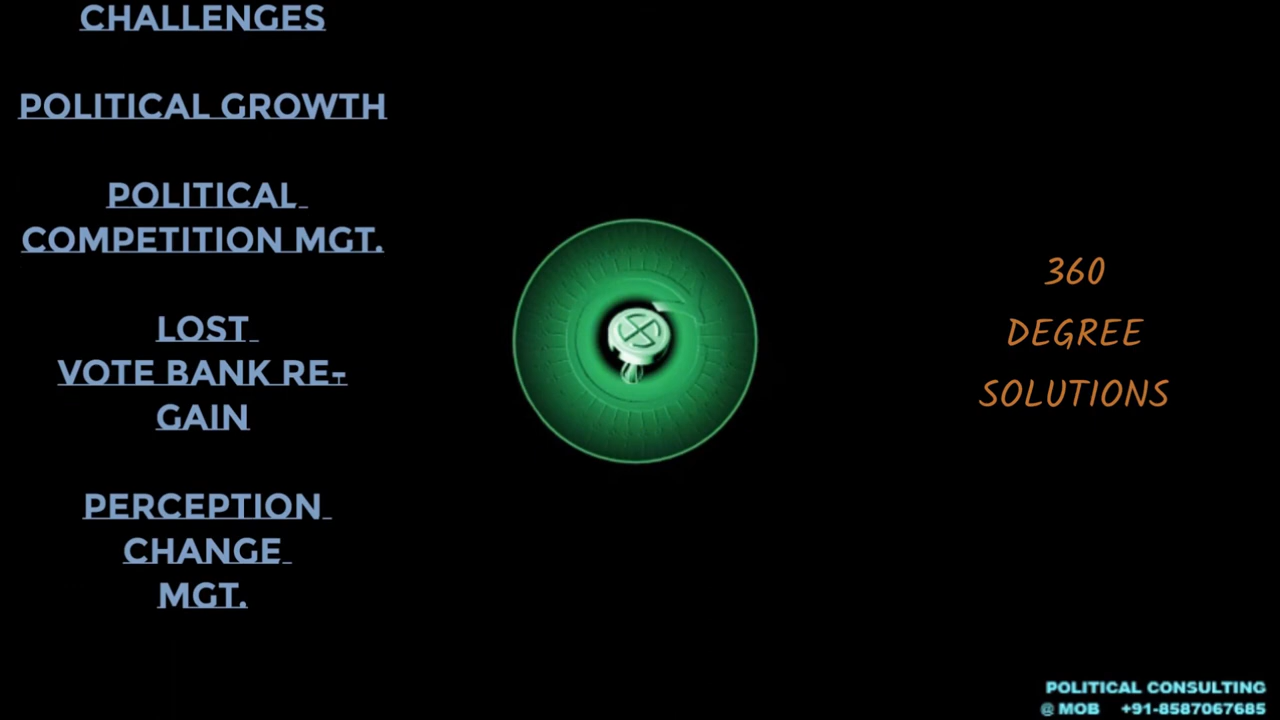 CHALLENGES
POLITICAL GROWTH
POLITICAL
COMPETITION MGT.
LOST
VOTE BANK RE-
GAIN
PERCEPTION
CHANGE
MGT.
360
DEGREE
SOLUTIONS
POLITICAL CONSULTING
@ MOB +91-8587067685